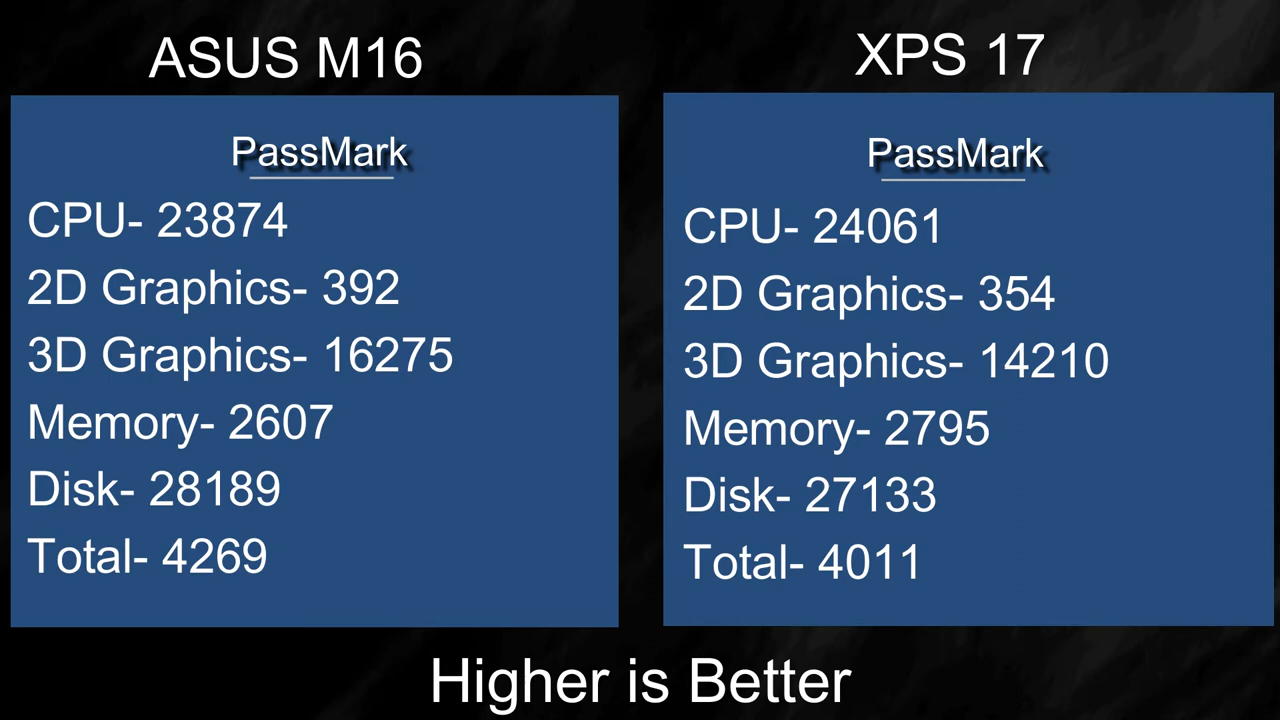 ASUS M16
PassMark
CPU- 23874
2D Graphics- 392
3D Graphics- 16275
Memory- 2607
Disk- 28189
Total- 4269
XPS 17
PassMark
CPU- 24061
2D Graphics- 354
3D Graphics- 14210
Memory- 2795
Disk- 27133
Total- 4011
Higher is Better